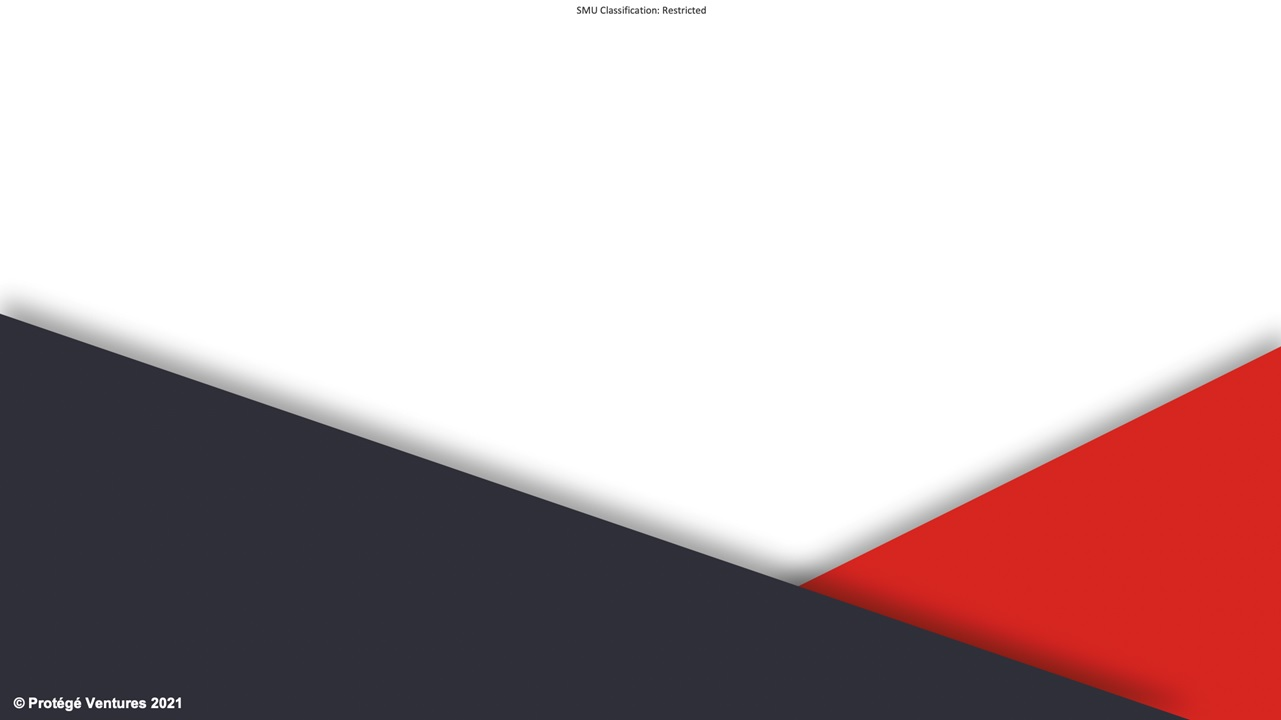 SMU Classification: Restricted
© Protégé Ventures 2021